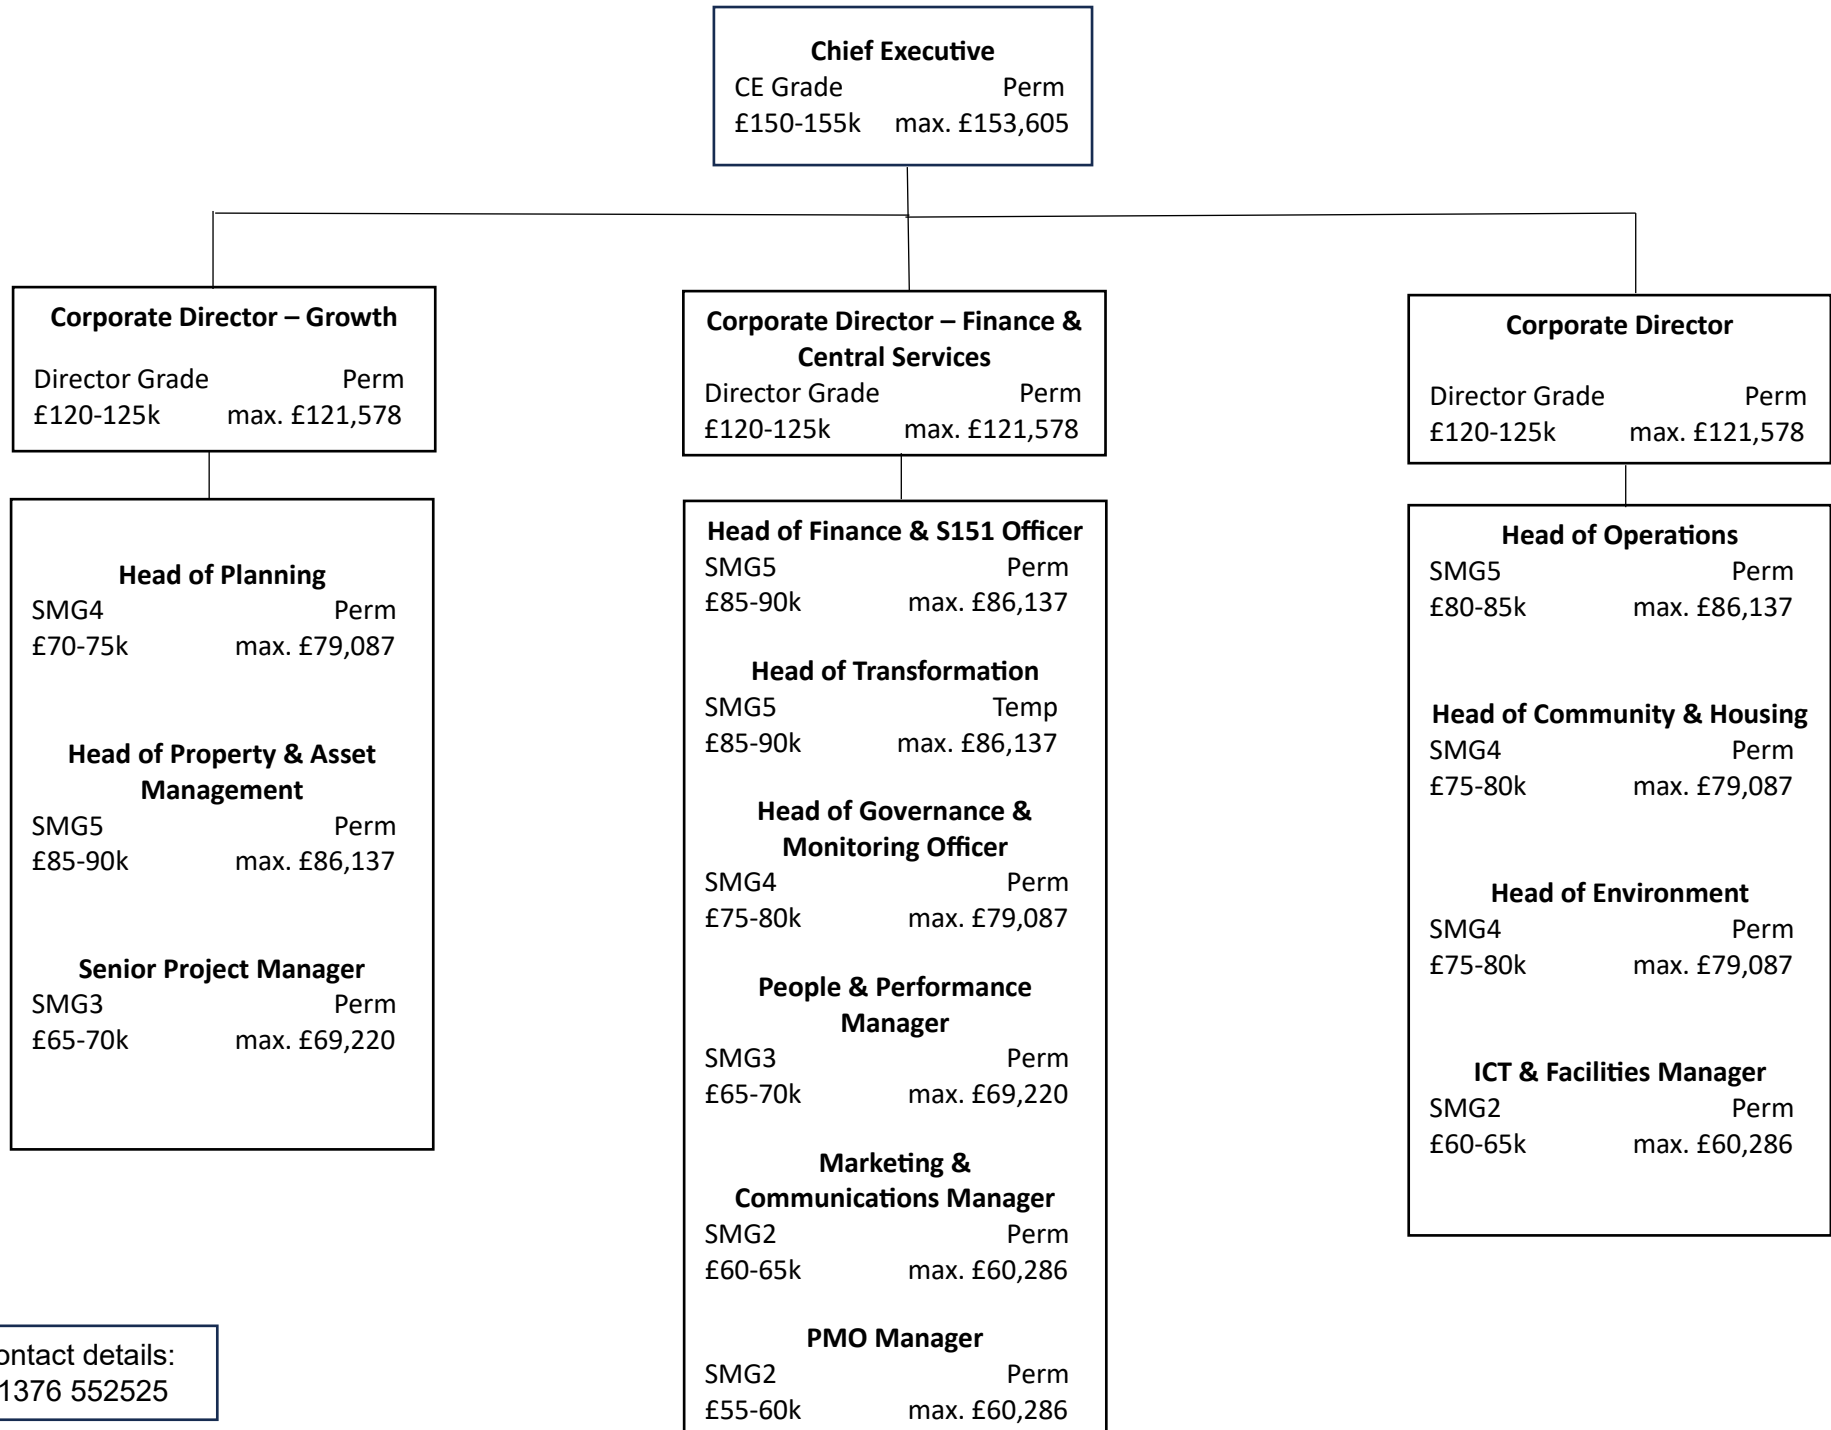 Chief Executive
CE Grade Perm
£150-155k max. £153,605
Corporate Director – Growth
Director Grade Perm
£120-125k max. £121,578
Head of Planning
SMG4 Perm
£70-75k max. £79,087
Head of Property & Asset
Management
SMG5 Perm
£85-90k max. £86,137
Senior Project Manager
SMG3 Perm
£65-70k max. £69,220
Corporate Director – Finance &
Central Services
Director Grade Perm
£120-125k max. £121,578
Head of Finance & S151 Officer
SMG5 Perm
£85-90k max. £86,137
Head of Transformation
SMG5 Temp
£85-90k max. £86,137
Head of Governance &
Monitoring Officer
SMG4 Perm
£75-80k max. £79,087
People & Performance
Manager
SMG3 Perm
£65-70k max. £69,220
Marketing &
Communications Manager
SMG2 Perm
£60-65k max. £60,286
PMO Manager
SMG2 Perm
£55-60k max. £60,286
Corporate Director
Director Grade Perm
£120-125k max. £121,578
Head of Operations
SMG5 Perm
£80-85k max. £86,137
Head of Community & Housing
SMG4 Perm
£75-80k max. £79,087
Head of Environment
SMG4 Perm
£75-80k max. £79,087
ICT & Facilities Manager
SMG2 Perm
£60-65k max. £60,286
ontact details:
1376 552525